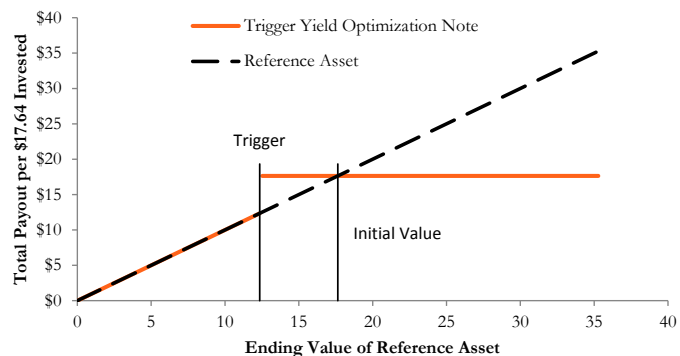 $40
$35
$30
$25
$20
$15
$10
$5
$0
Total Payout per $17.64 Invested
Trigger Yield Optimization Note
Reference Asset
Trigger
Initial Value
0 5 10 15 20 25 30 35 40
Ending Value of Reference Asset